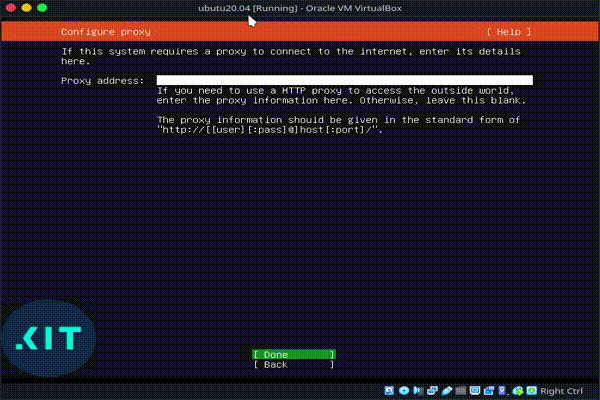 ubutu20.04 [Running] - Oracle VM VirtualBox
Configure proxy [ Help ]
If this system requires a proxy to connect to the internet, enter its details
here.
Proxy address:
If you need to use a HTTP proxy to access the outside world,
enter the proxy information here. Otherwise, leave this blank.
The proxy information should be given in the standard form of
"http://[[user][:pass]@]host[:port]/".
.KIT
[ Done ]
[ Back ]
Right Ctrl